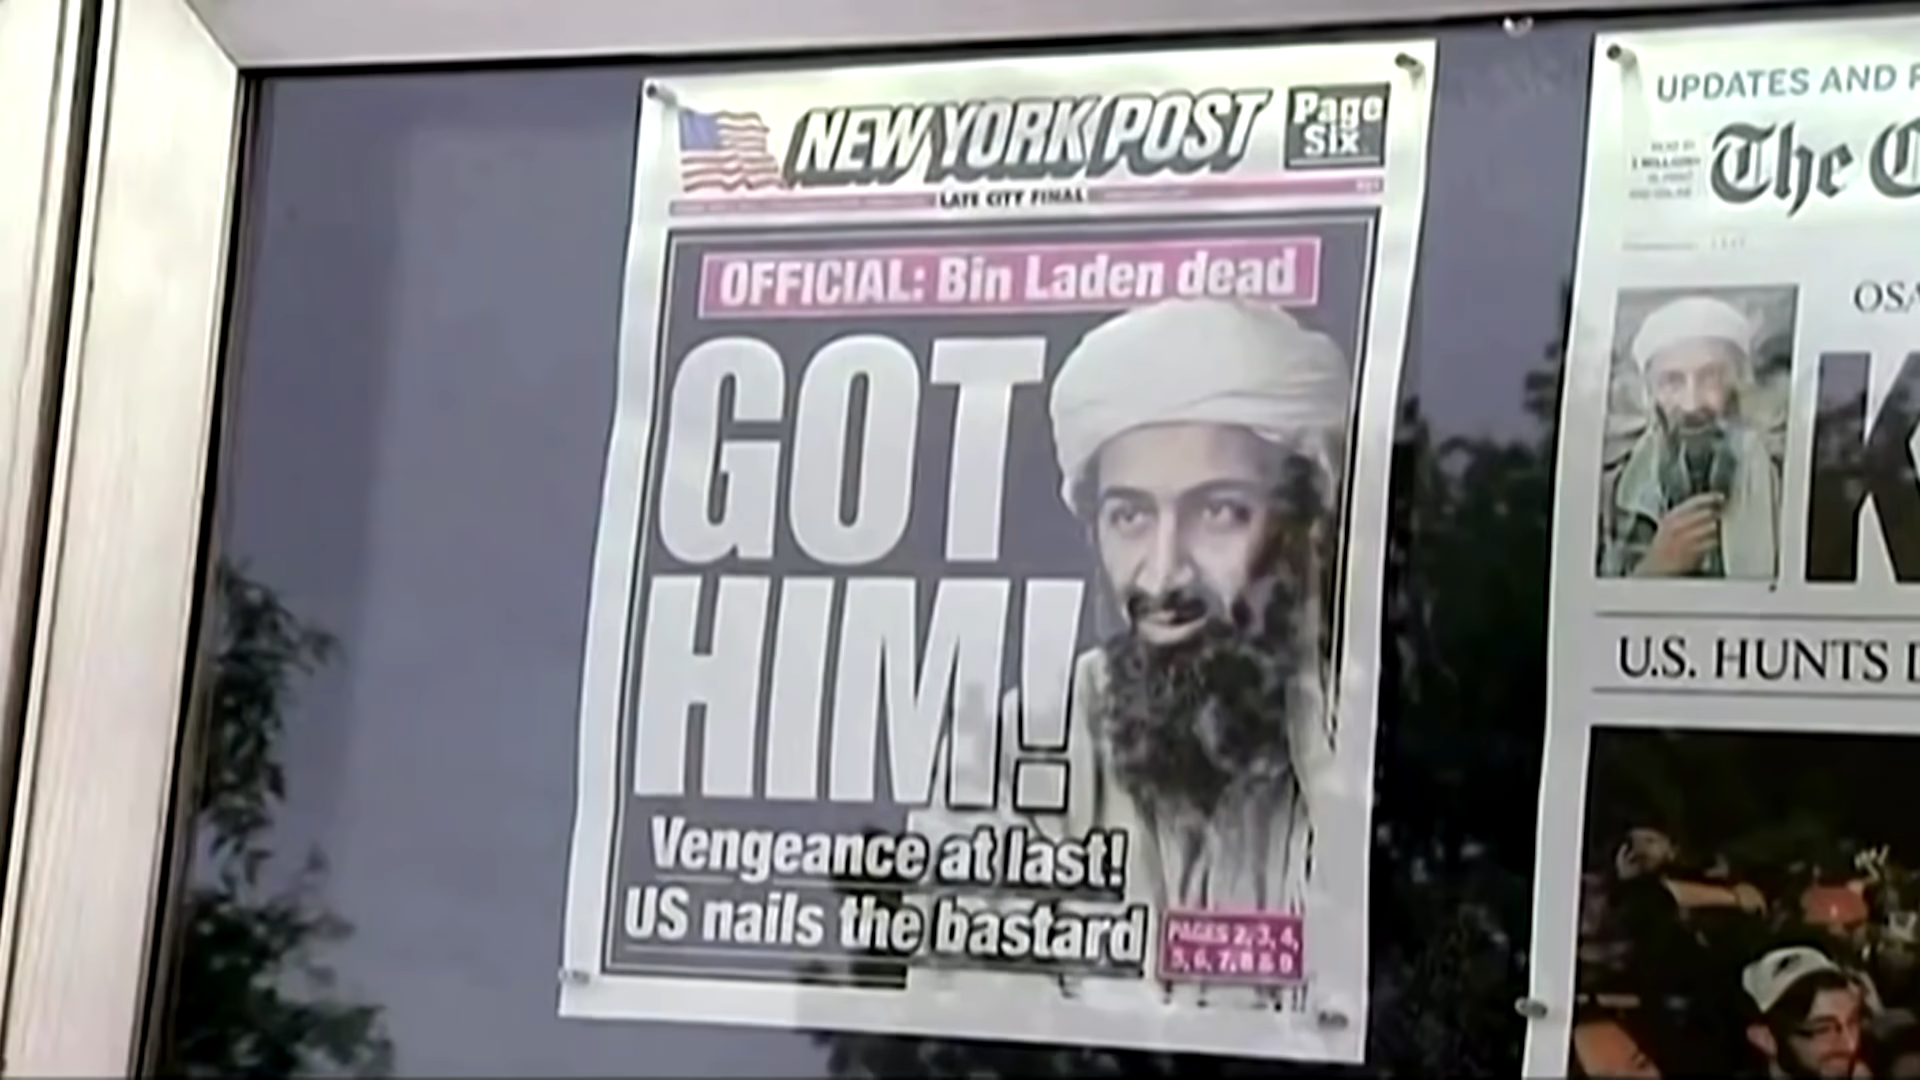 NEW YORK POST
Page
Six
LATE CITY FINAL
OFFICIAL: Bin Laden dead
GOT
HIM!
Vengeance at last!
US nails the bastard
PAGES 2, 3, 4,
5, 6, 7, 8 & 9
UPDATES AND
The
U.S. HUNTS